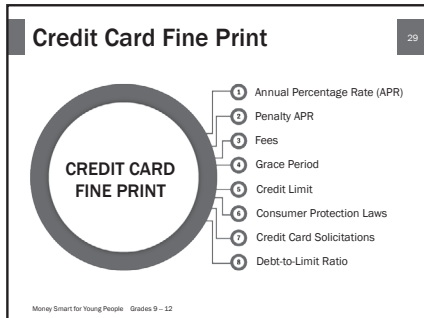 Credit Card Fine Print
29
CREDIT CARD
FINE PRINT
1 Annual Percentage Rate (APR)
2 Penalty APR
3 Fees
4 Grace Period
5 Credit Limit
6 Consumer Protection Laws
7 Credit Card Solicitations
8 Debt-to-Limit Ratio
Money Smart for Young People Grades 9 – 12